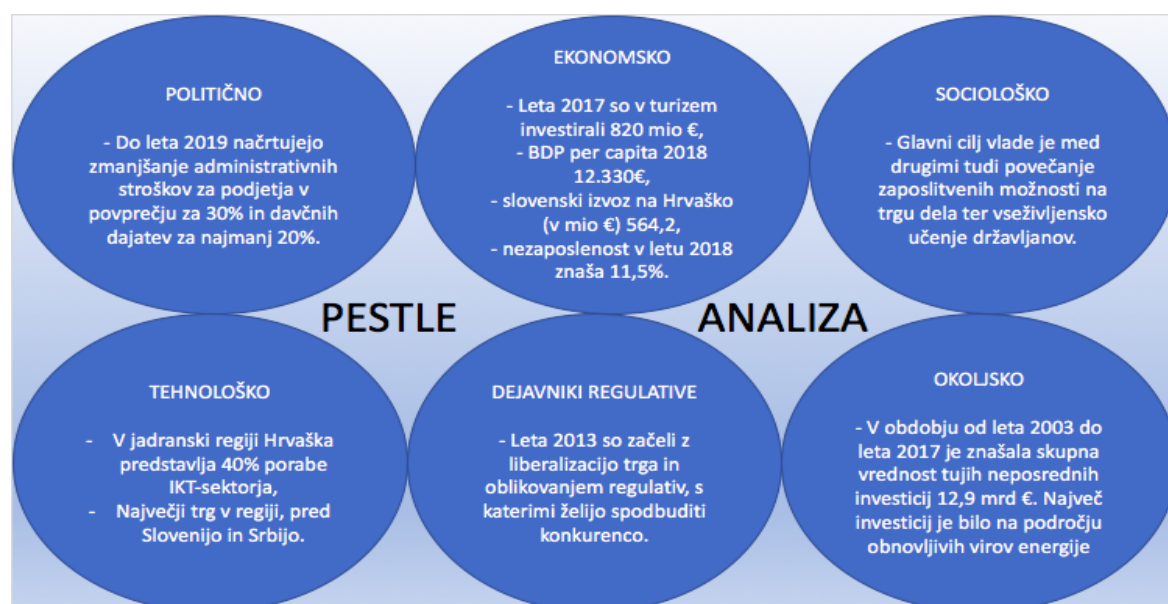 POLITIČNO
- Do leta 2019 načrtujejo
zmanjšanje administrativnih
stroškov za podjetja v
povprečju za 30% in davčnih
dajatev za najmanj 20%.
EKONOMSKO
- Leta 2017 so v turizem
investirali 820 mio €,
- BDP per capita 2018
12.330€,
- slovenski izvoz na Hrvaško
(v mio €) 564,2,
- nezaposlenost v letu 2018
znaša 11,5%.
SOCIOLOŠKO
- Glavni cilj vlade je med
drugimi tudi povečanje
zaposlitvenih možnosti na
trgu dela ter vseživljensko
učenje državljanov.
PESTLE ANALIZA
TEHNOLOŠKO
- V jadranski regiji Hrvaška
predstavlja 40% porabe
IKT-sektorja,
- Največji trg v regiji, pred
Slovenijo in Srbijo.
DEJAVNIKI REGULATIVE
- Leta 2013 so začeli z
liberalizacijo trga in
oblikovanjem regulativ, s
katerimi želijo spodbuditi
konkurenco.
OKOLJSKO
- V obdobju od leta 2003 do
leta 2017 je znašala skupna
vrednost tujih neposrednih
investicij 12,9 mrd €. Največ
investicij je bilo na področju
obnovljivih virov energije